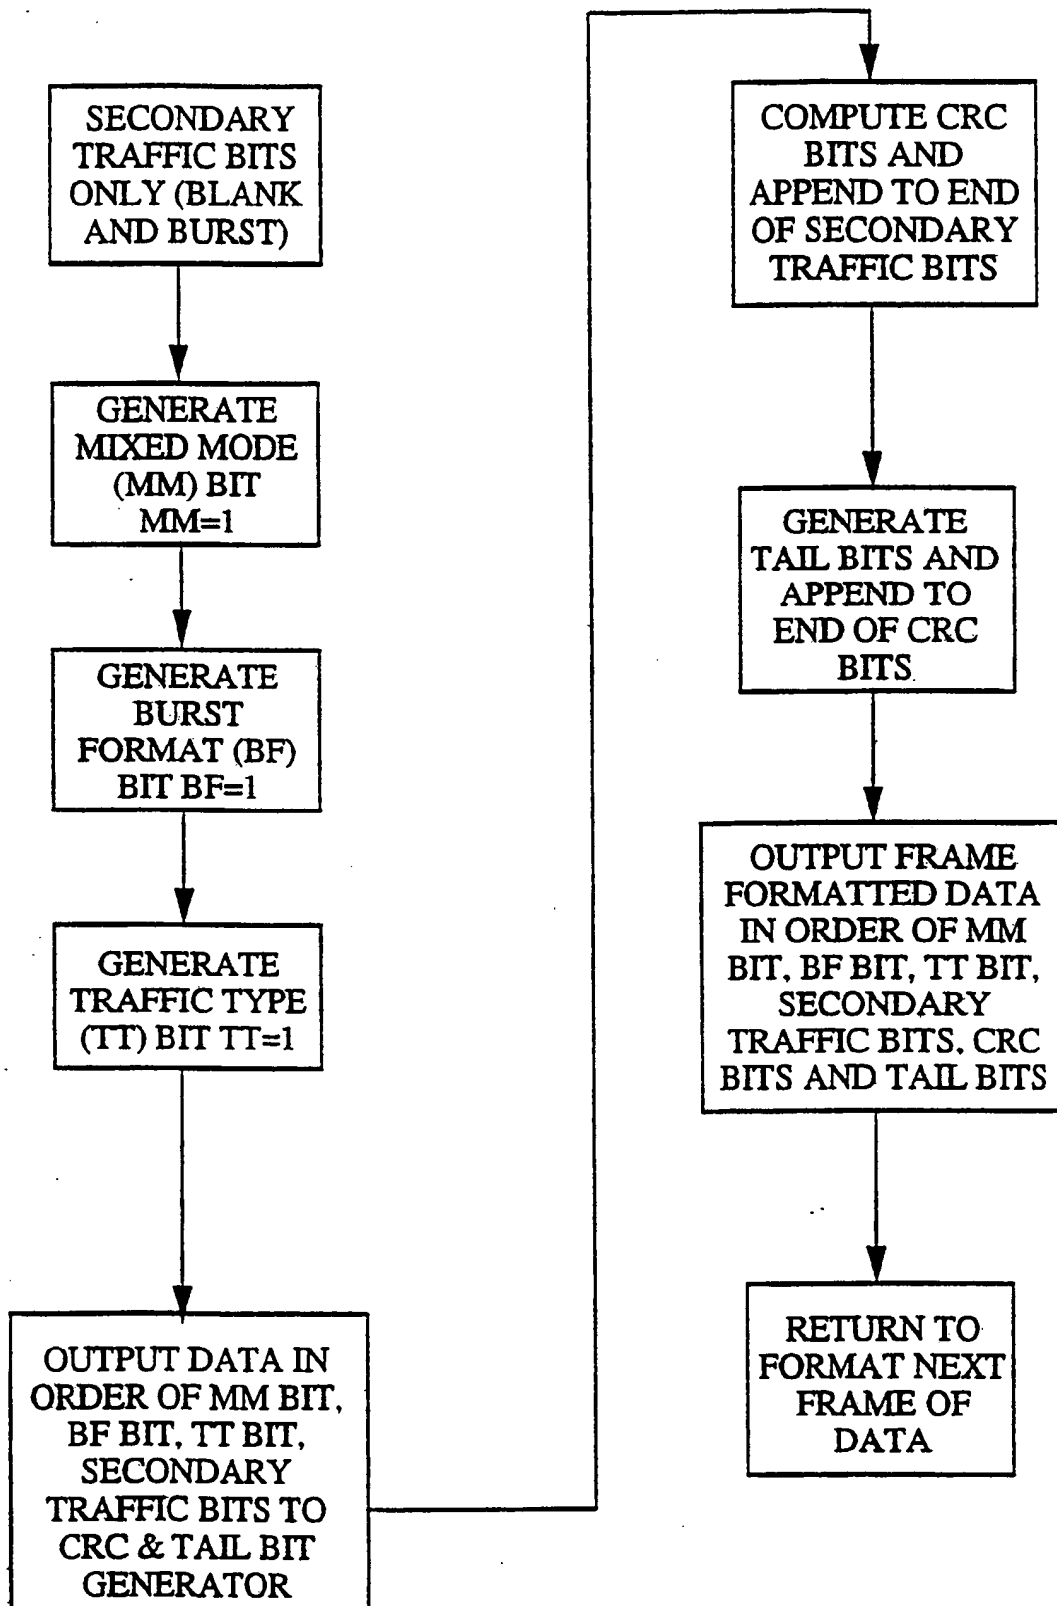 SECONDARY
TRAFFIC BITS
ONLY (BLANK
AND BURST)
GENERATE
MIXED MODE
(MM) BIT
MM=1
GENERATE
BURST
FORMAT (BF)
BIT BF=1
GENERATE
TRAFFIC TYPE
(TT) BIT TT=1
OUTPUT DATA IN
ORDER OF MM BIT,
BF BIT, TT BIT,
SECONDARY
TRAFFIC BITS TO
CRC & TAIL BIT
GENERATOR
COMPUTE CRC
BITS AND
APPEND TO END
OF SECONDARY
TRAFFIC BITS
GENERATE
TAIL BITS AND
APPEND TO
END OF CRC
BITS
OUTPUT FRAME
FORMATTED DATA
IN ORDER OF MM
BIT, BF BIT, TT BIT,
SECONDARY
TRAFFIC BITS, CRC
BITS AND TAIL BITS
RETURN TO
FORMAT NEXT
FRAME OF
DATA